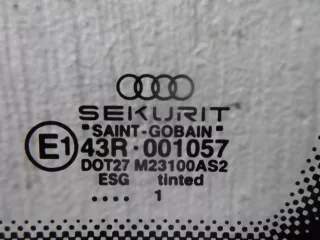 SEKURIT
"SAINT-GOBAIN"
E1 43R-001057
DOT27 M23100AS2
ESG tinted
.... 1